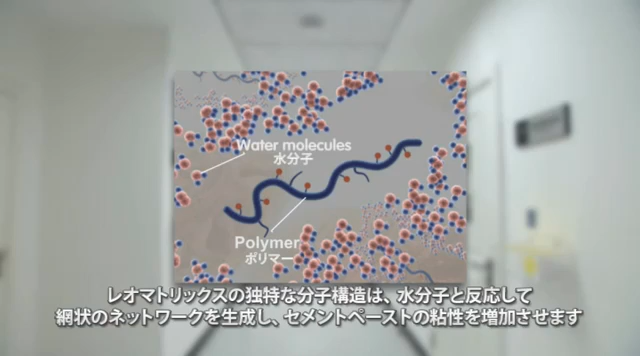 Water molecules
水分子
Polymer
ポリマー
レオマトリックスの独特な分子構造は、水分子と反応して
網状のネットワークを生成し、セメントペーストの粘性を増加させます